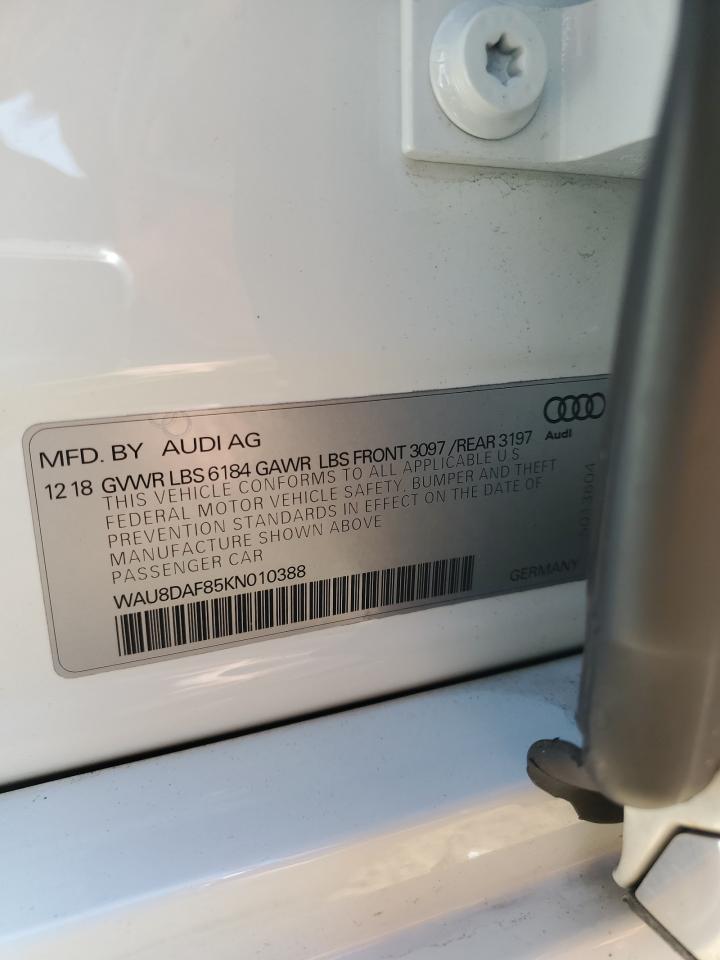 MFD. BY AUDI AG
Audi
12 18 GVWR LBS 6184 GAWR LBS FRONT 3097 /REAR 3197
THIS VEHICLE CONFORMS TO ALL APPLICABLE U.S.
FEDERAL MOTOR VEHICLE SAFETY, BUMPER AND THEFT
PREVENTION STANDARDS IN EFFECT ON THE DATE OF
MANUFACTURE SHOWN ABOVE
PASSENGER CAR
WAU8DAF85KN010388
GERMANY